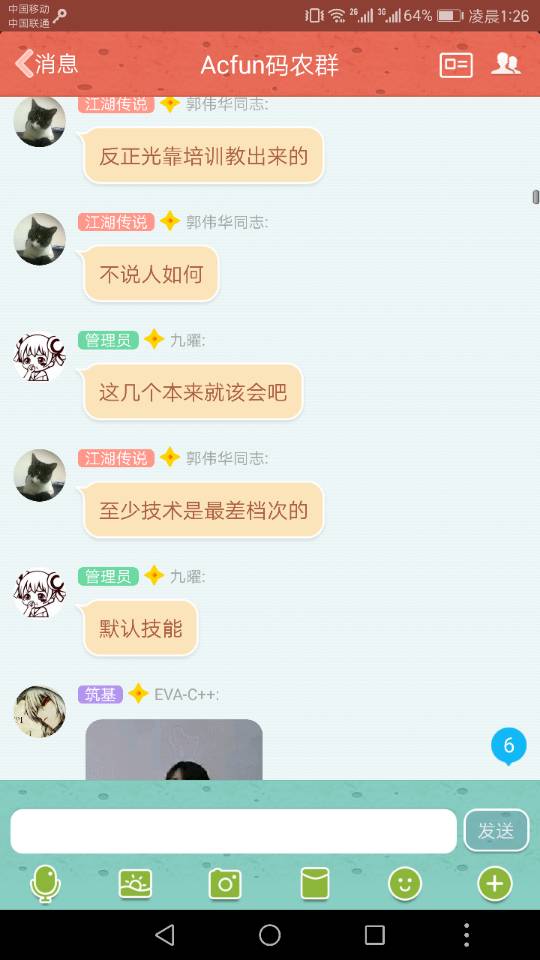 中国移动
中国联通
2G
3G
64%
凌晨1:26
消息
Acfun码农群
江湖传说
郭伟华同志:
反正光靠培训教出来的
江湖传说
郭伟华同志:
不说人如何
管理员
九曜:
这几个本来就该会吧
江湖传说
郭伟华同志:
至少技术是最差档次的
管理员
九曜:
默认技能
筑基
EVA-C++:
6
发送